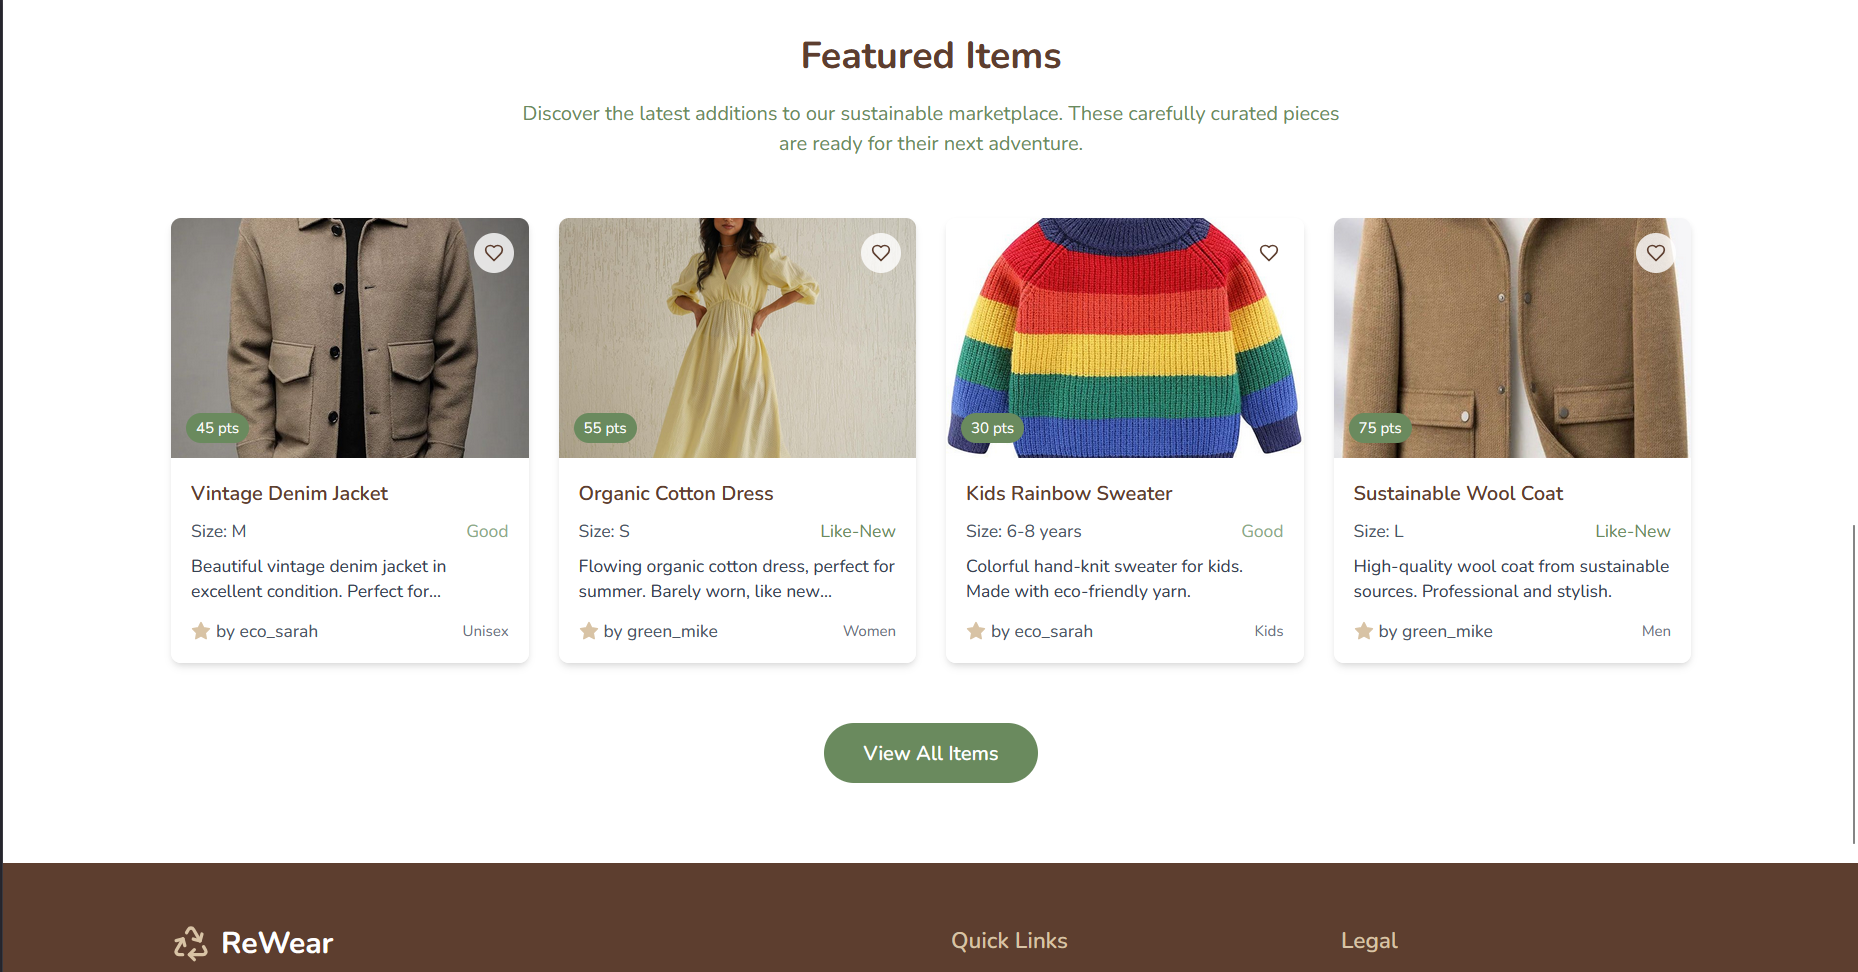 Featured Items
Discover the latest additions to our sustainable marketplace. These carefully curated pieces
are ready for their next adventure.
45 pts
Vintage Denim Jacket
Size: M
Good
Beautiful vintage denim jacket in
excellent condition. Perfect for...
by eco_sarah
Unisex
55 pts
Organic Cotton Dress
Size: S
Like-New
Flowing organic cotton dress, perfect for
summer. Barely worn, like new...
by green_mike
Women
30 pts
Kids Rainbow Sweater
Size: 6-8 years
Good
Colorful hand-knit sweater for kids.
Made with eco-friendly yarn.
by eco_sarah
Kids
75 pts
Sustainable Wool Coat
Size: L
Like-New
High-quality wool coat from sustainable
sources. Professional and stylish.
by green_mike
Men
View All Items
ReWear
Quick Links
Legal